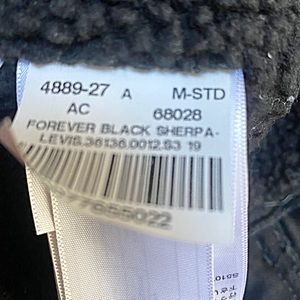 4889-27 A M-STD
AC 68028
FOREVER BLACK SHERPA-
LEVIS.36136.0012.S3 19